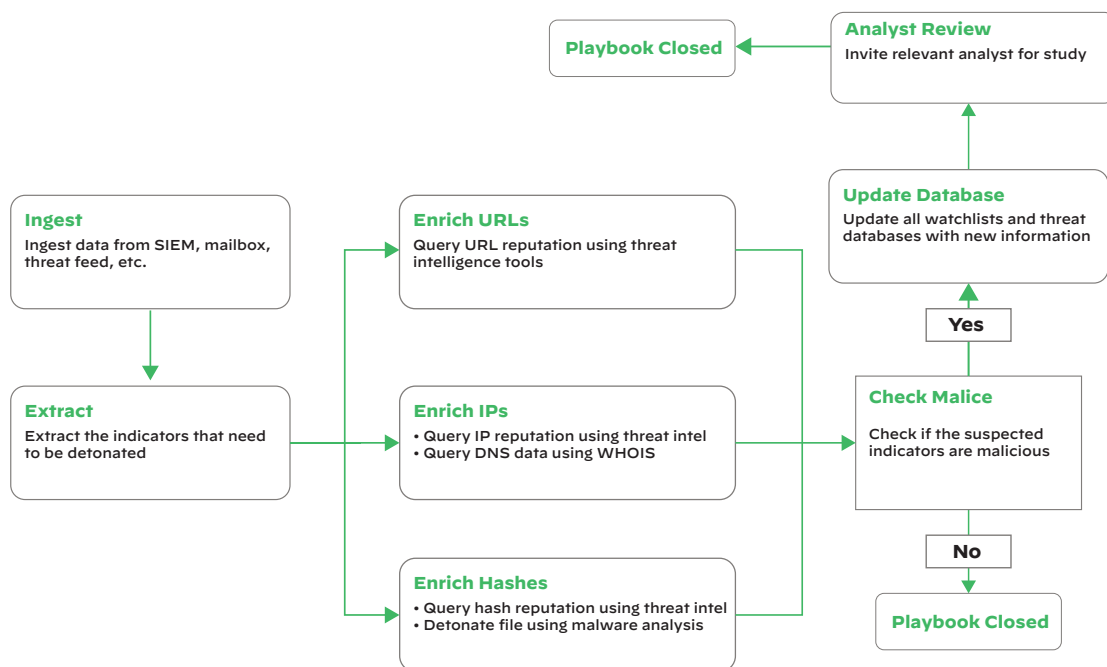 Playbook Closed
Analyst Review
Invite relevant analyst for study
Ingest
Ingest data from SIEM, mailbox,
threat feed, etc.
Enrich URLs
Query URL reputation using threat
intelligence tools
Update Database
Update all watchlists and threat
databases with new information
Yes
Extract
Extract the indicators that need
to be detonated
Enrich IPs
• Query IP reputation using threat intel
• Query DNS data using WHOIS
Check Malice
Check if the suspected
indicators are malicious
No
Enrich Hashes
• Query hash reputation using threat intel
• Detonate file using malware analysis
Playbook Closed